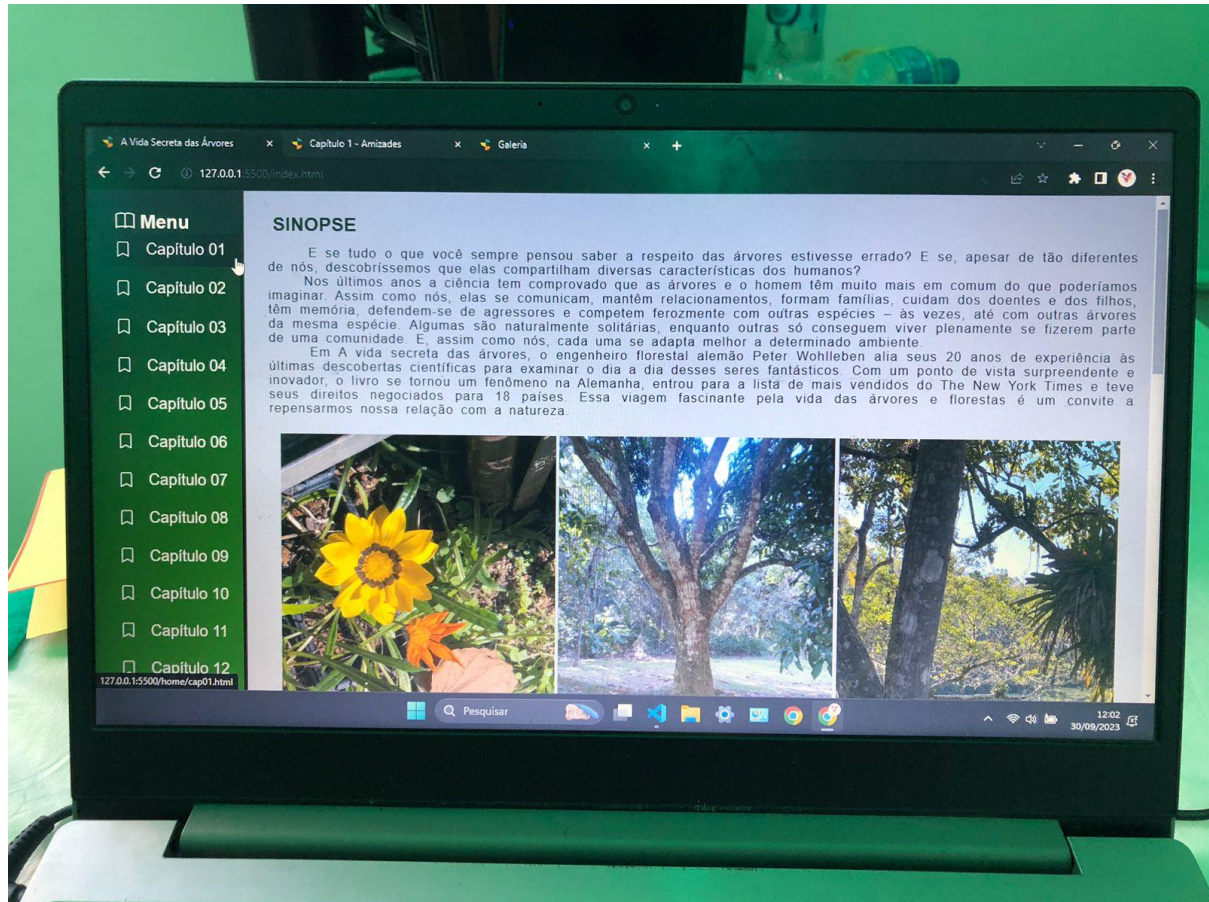 A Vida Secreta das Árvores
Capítulo 1 - Amizades
Galeria
127.0.0.1:5500/index.html
Menu
Capítulo 01
Capítulo 02
Capítulo 03
Capítulo 04
Capítulo 05
Capítulo 06
Capítulo 07
Capítulo 08
Capítulo 09
Capítulo 10
Capítulo 11
Capítulo 12
127.0.0.1:5500/home/cap01.html
SINOPSE
E se tudo o que você sempre pensou saber a respeito das árvores estivesse errado? E se, apesar de tão diferentes
de nós, descobríssemos que elas compartilham diversas características dos humanos?
Nos últimos anos a ciência tem comprovado que as árvores e o homem têm muito mais em comum do que poderíamos
imaginar. Assim como nós, elas se comunicam, mantêm relacionamentos, formam famílias, cuidam dos doentes e dos filhos,
têm memória, defendem-se de agressores e competem ferozmente com outras espécies – às vezes, até com outras árvores
da mesma espécie. Algumas são naturalmente solitárias, enquanto outras só conseguem viver plenamente se fizerem parte
de uma comunidade. E, assim como nós, cada uma se adapta melhor a determinado ambiente.
Em A vida secreta das árvores, o engenheiro florestal alemão Peter Wohlleben alia seus 20 anos de experiência às
últimas descobertas científicas para examinar o dia a dia desses seres fantásticos. Com um ponto de vista surpreendente e
inovador, o livro se tornou um fenômeno na Alemanha, entrou para a lista de mais vendidos do The New York Times e teve
seus direitos negociados para 18 países. Essa viagem fascinante pela vida das árvores e florestas é um convite a
repensarmos nossa relação com a natureza.
Pesquisar
12:02
30/09/2023